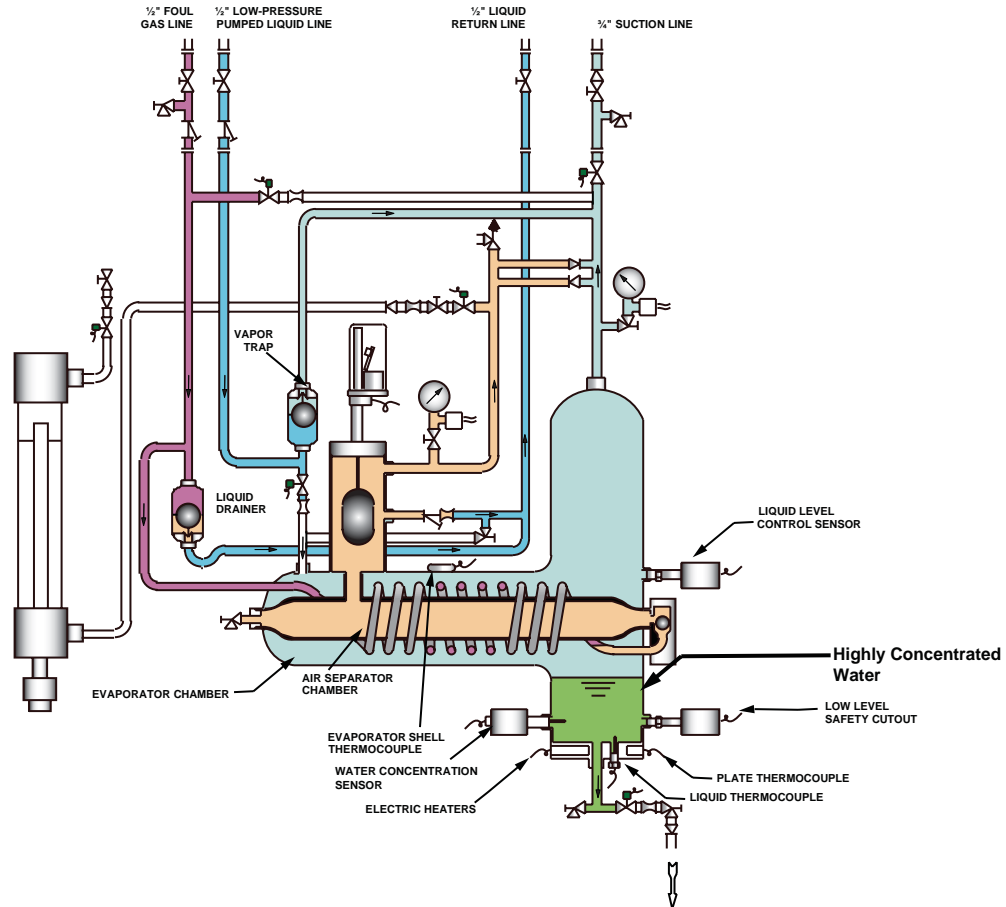 ½" FOUL
GAS LINE
½" LOW-PRESSURE
PUMPED LIQUID LINE
½" LIQUID
RETURN LINE
¾" SUCTION LINE
VAPOR
TRAP
LIQUID
DRAINER
LIQUID LEVEL
CONTROL SENSOR
Highly Concentrated
Water
AIR SEPARATOR
CHAMBER
EVAPORATOR CHAMBER
LOW LEVEL
SAFETY CUTOUT
EVAPORATOR SHELL
THERMOCOUPLE
WATER CONCENTRATION
SENSOR
PLATE THERMOCOUPLE
LIQUID THERMOCOUPLE
ELECTRIC HEATERS